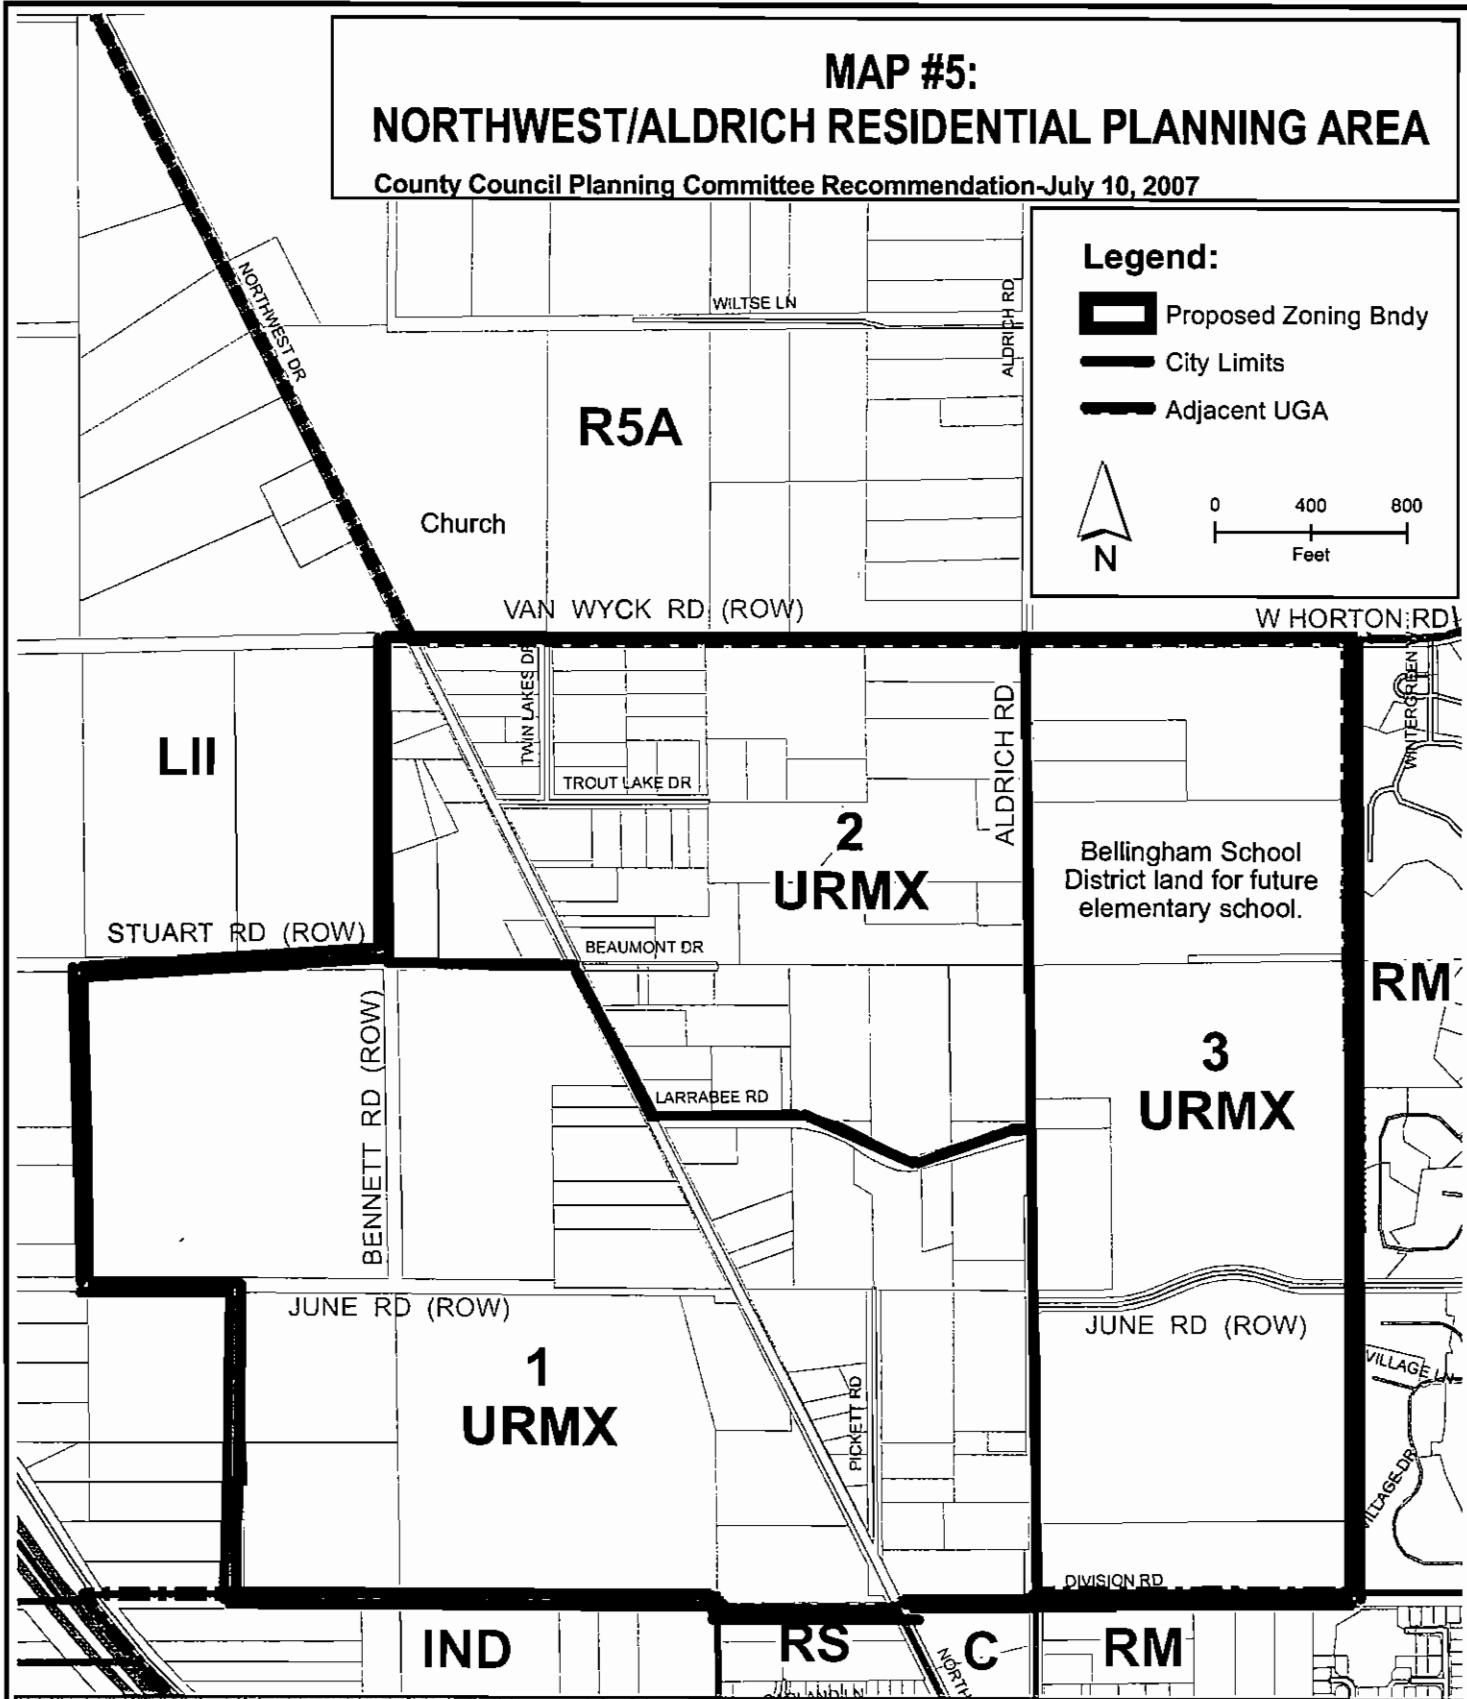 MAP #5:
NORTHWEST/ALDRICH RESIDENTIAL PLANNING AREA
County Council Planning Committee Recommendation-July 10, 2007
Legend:
Proposed Zoning Bndy
City Limits
Adjacent UGA
0 400 800
Feet
N
NORTHWEST DR
WILTSE LN
ALDRICH RD
R5A
Church
VAN WYCK RD (ROW)
W HORTON RD
LII
TWIN LAKES DR
TROUT LAKE DR
ALDRICH RD
WINTERGREEN
2
URMX
Bellingham School
District land for future
elementary school.
STUART RD (ROW)
BEAUMONT DR
RM
BENNETT RD (ROW)
3
URMX
LARRABEE RD
JUNE RD (ROW)
JUNE RD (ROW)
1
URMX
PICKETT RD
VILLAGE LN
VILLAGE DR
DIVISION RD
IND
RS
C
RM
NORTH